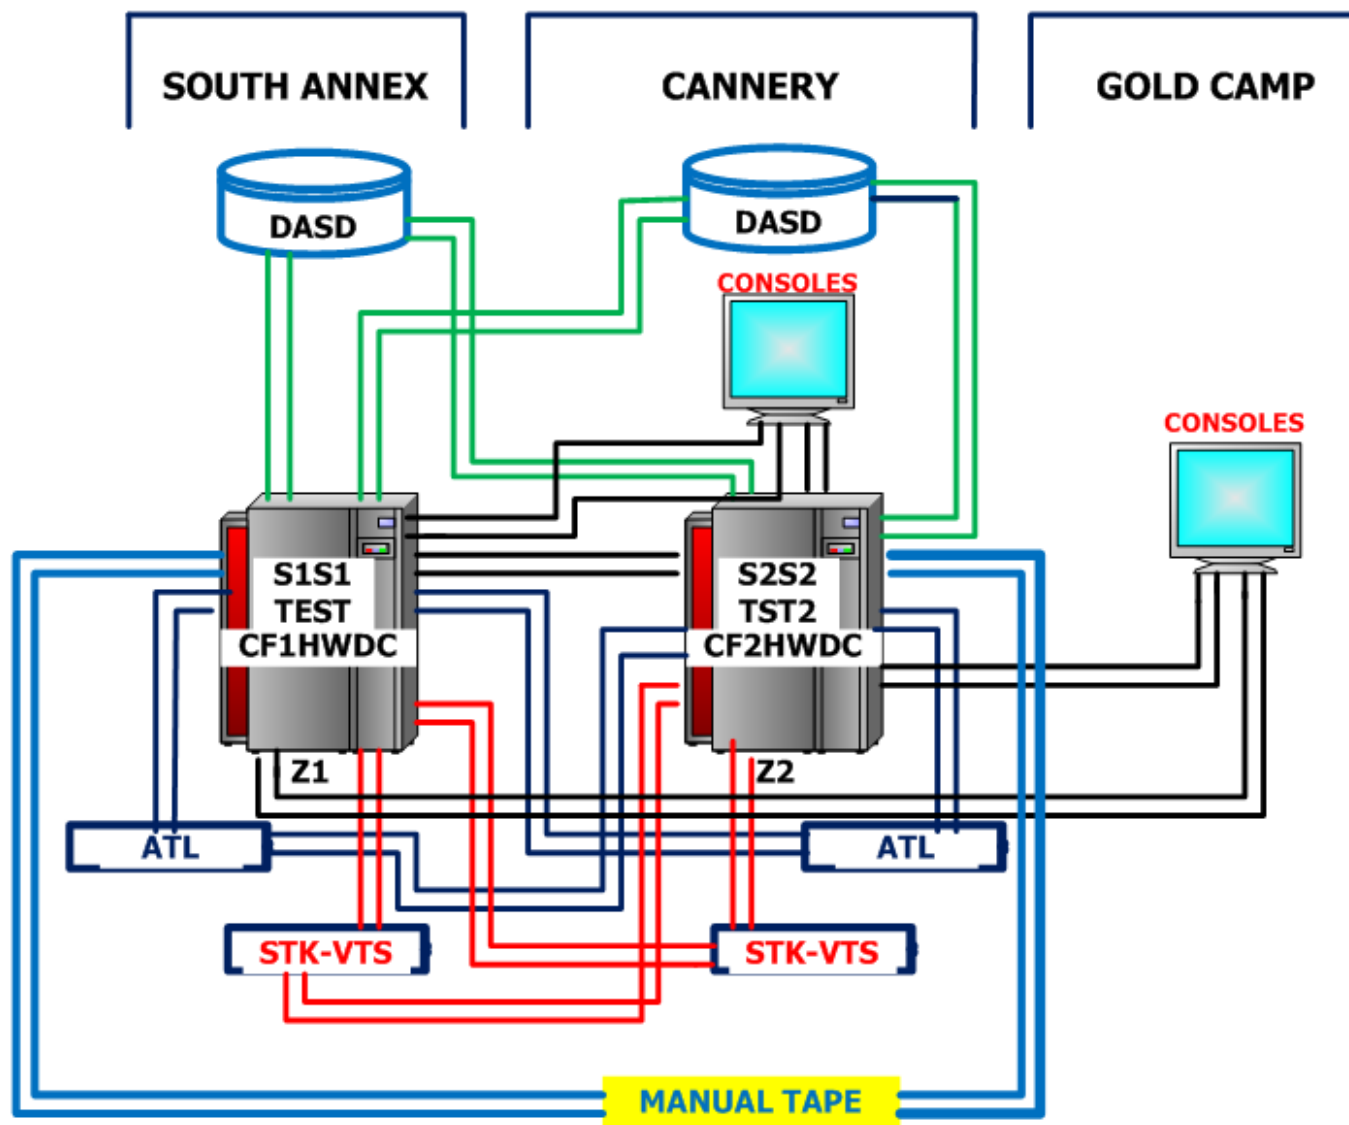 SOUTH ANNEX
CANNERY
GOLD CAMP
DASD
DASD
CONSOLES
CONSOLES
S1S1
TEST
CF1HWDC
S2S2
TST2
CF2HWDC
Z1
Z2
ATL
ATL
STK-VTS
STK-VTS
MANUAL TAPE